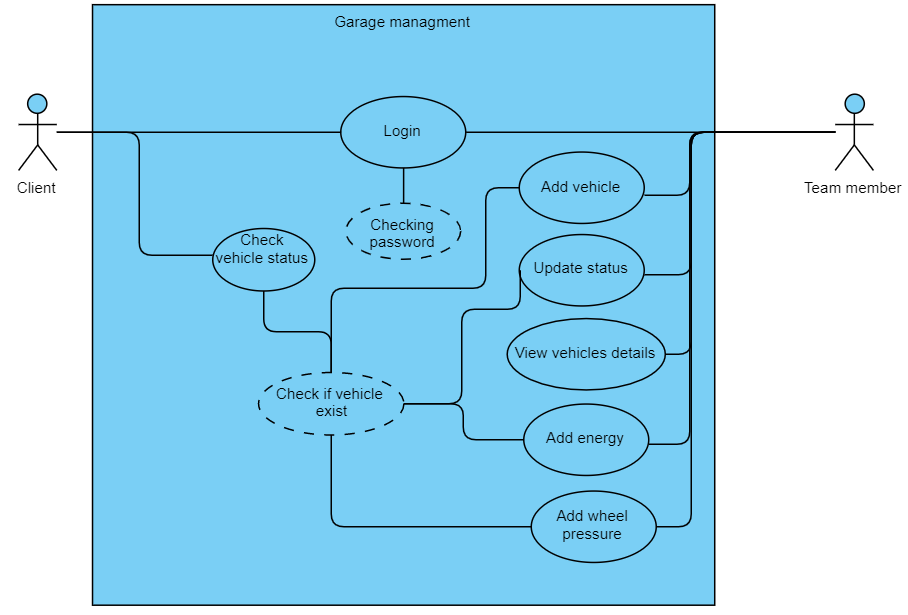 Garage managment
Login
Client
Team member
Add vehicle
Checking
password
Check
vehicle status
Update status
View vehicles details
Check if vehicle
exist
Add energy
Add wheel
pressure